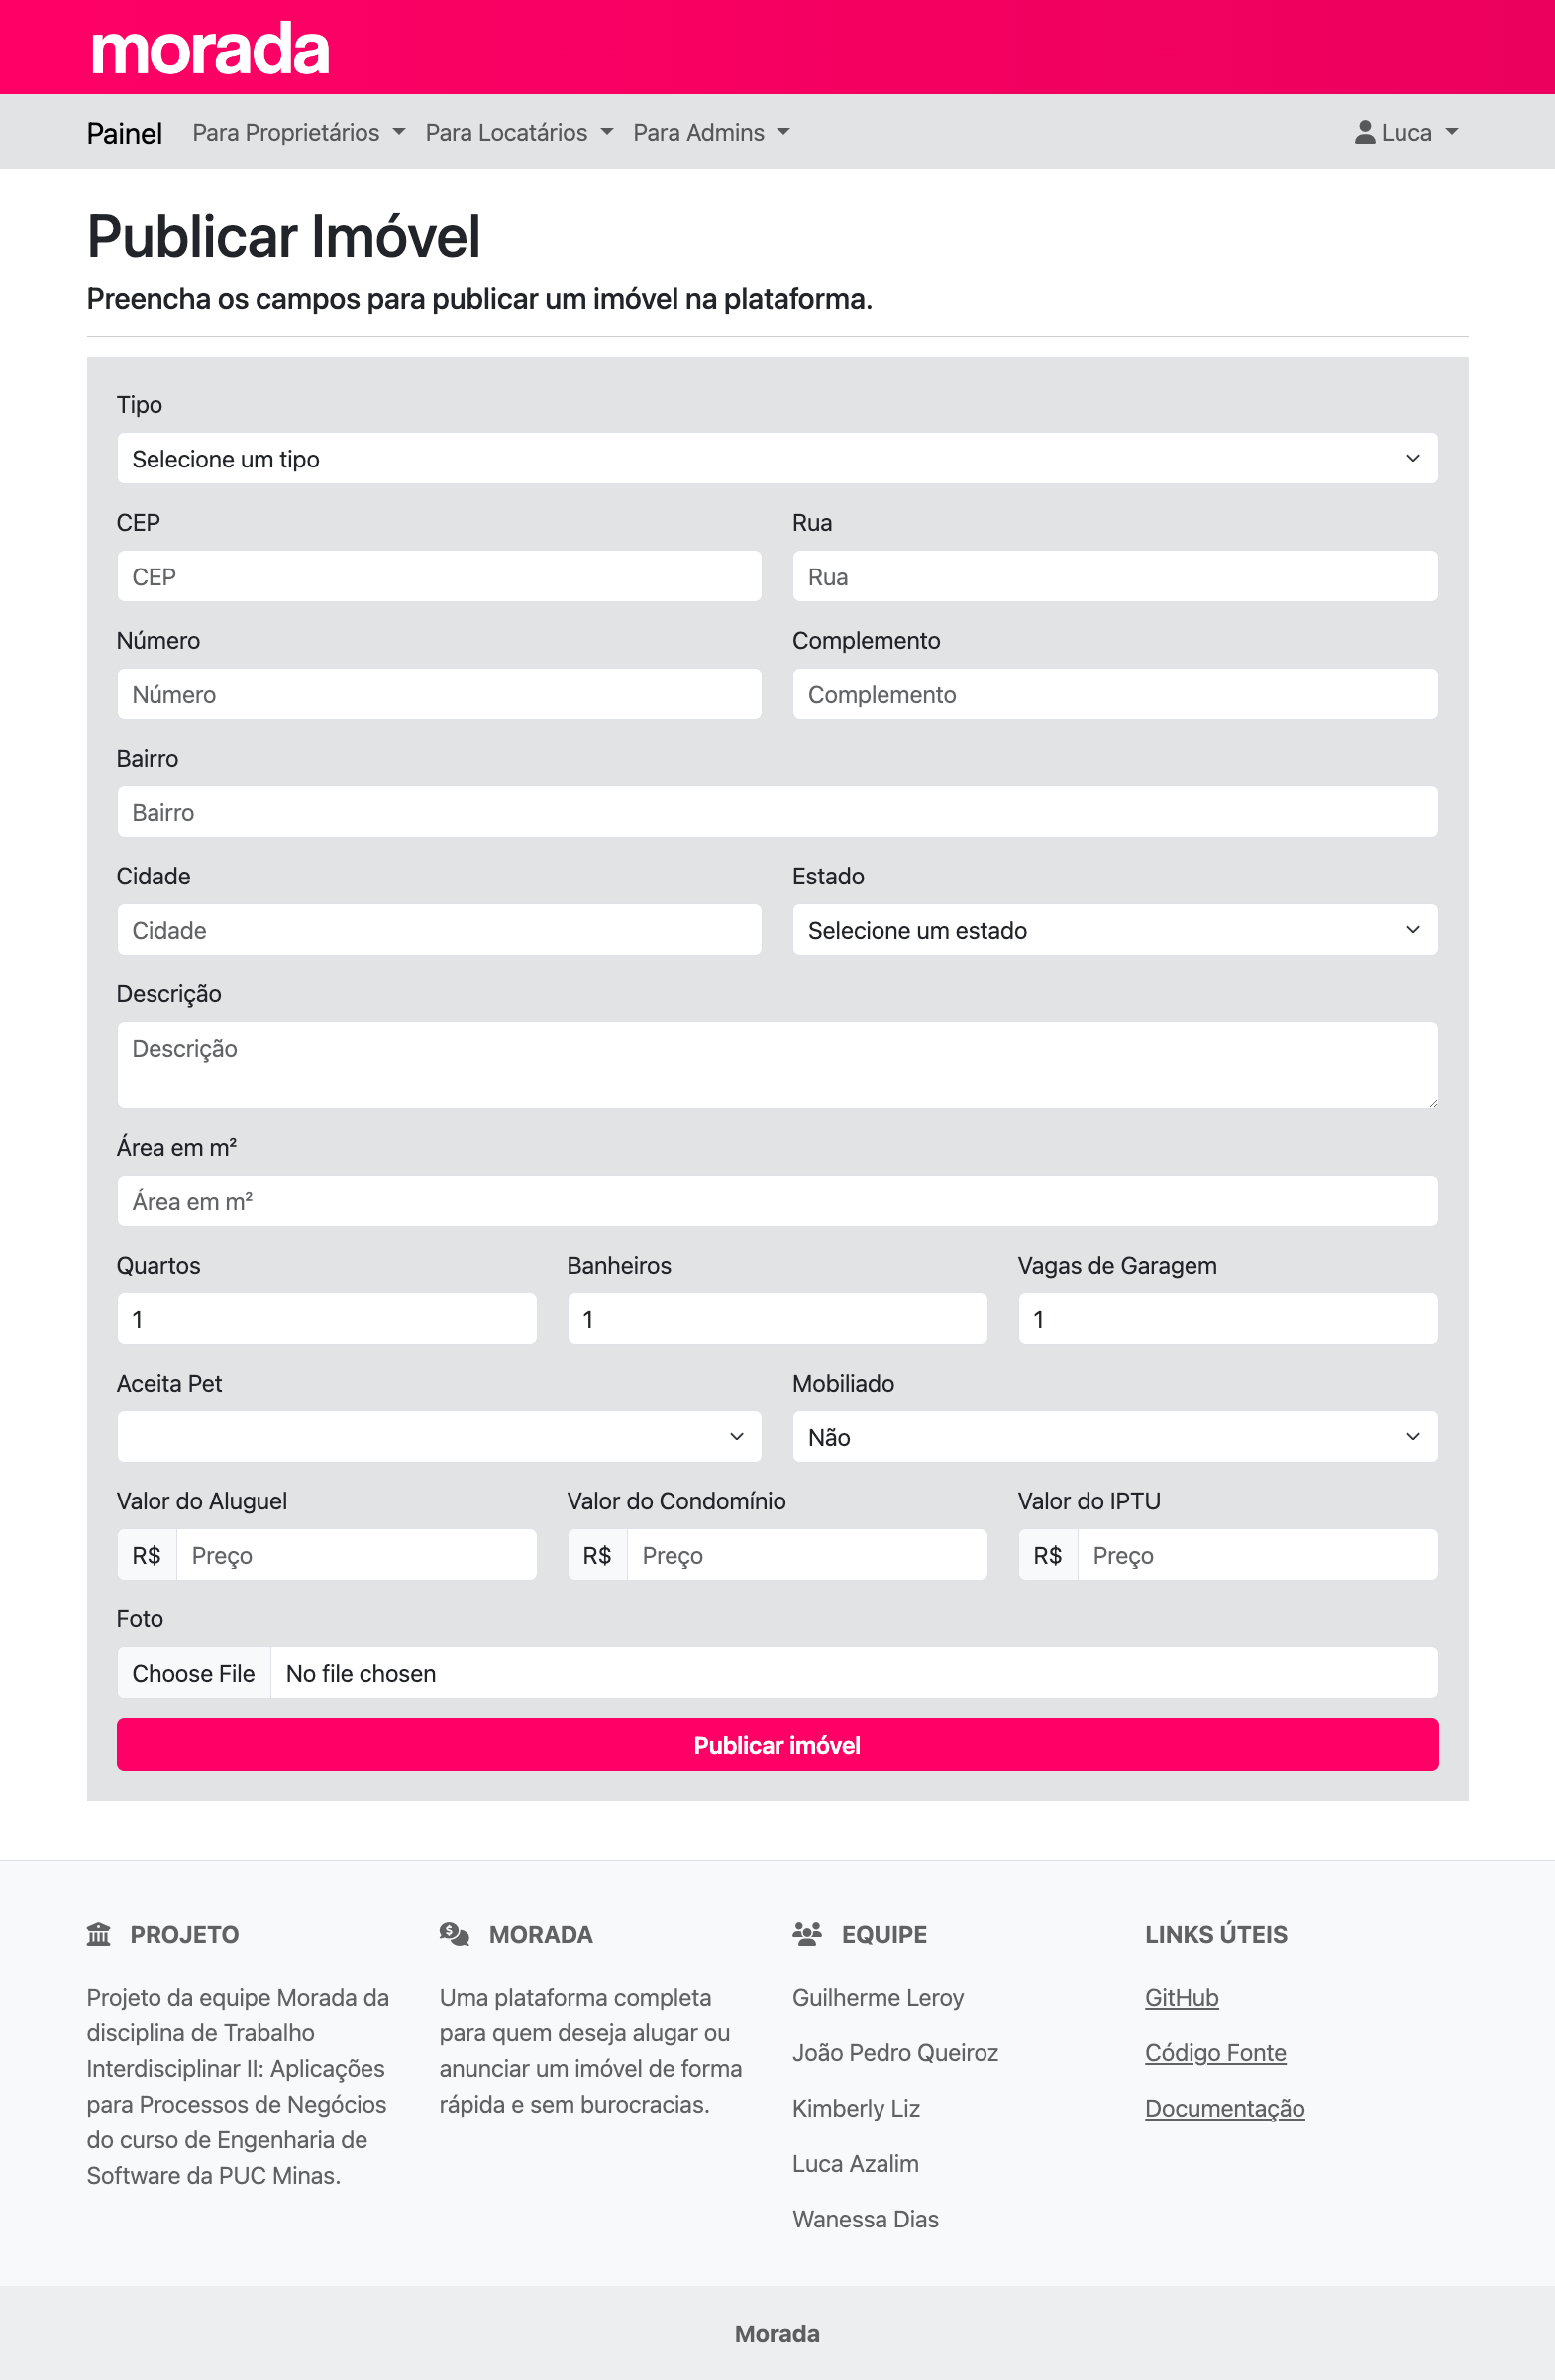 morada
Painel Para Proprietários Para Locatários Para Admins Luca
Publicar Imóvel
Preencha os campos para publicar um imóvel na plataforma.
Tipo
Selecione um tipo
CEP Rua
CEP Rua
Número Complemento
Número Complemento
Bairro
Bairro
Cidade Estado
Cidade Selecione um estado
Descrição
Descrição
Área em m²
Área em m²
Quartos Banheiros Vagas de Garagem
1 1 1
Aceita Pet Mobiliado
Não
Valor do Aluguel Valor do Condomínio Valor do IPTU
R$ Preço R$ Preço R$ Preço
Foto
Choose File No file chosen
Publicar imóvel
PROJETO
Projeto da equipe Morada da
disciplina de Trabalho
Interdisciplinar II: Aplicações
para Processos de Negócios
do curso de Engenharia de
Software da PUC Minas.
MORADA
Uma plataforma completa
para quem deseja alugar ou
anunciar um imóvel de forma
rápida e sem burocracias.
EQUIPE
Guilherme Leroy
João Pedro Queiroz
Kimberly Liz
Luca Azalim
Wanessa Dias
LINKS ÚTEIS
GitHub
Código Fonte
Documentação
Morada